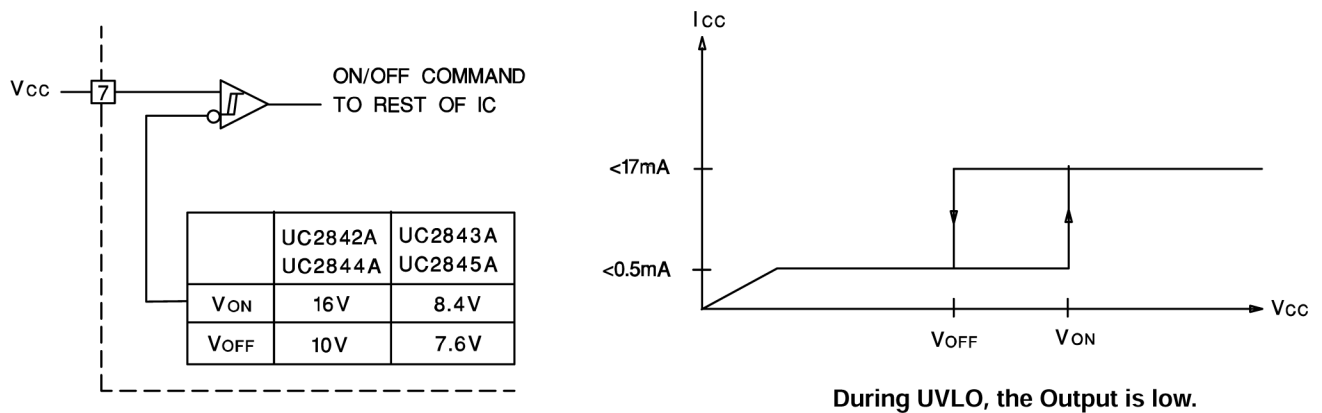 VCC
7
ON/OFF COMMAND
TO REST OF IC
UC2842A UC2843A
UC2844A UC2845A
VON 16V 8.4V
VOFF 10V 7.6V
ICC
<17mA
<0.5mA
VCC
VOFF VON
During UVLO, the Output is low.